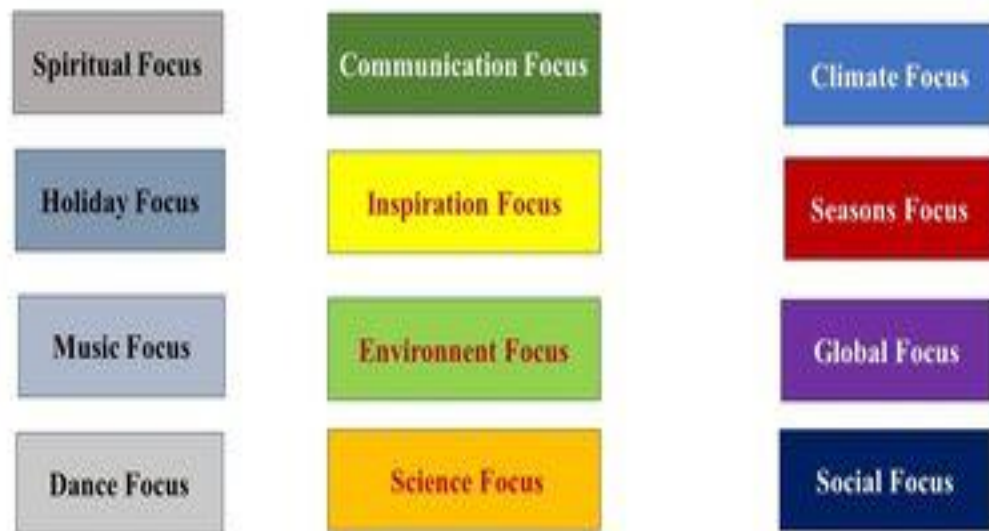 Spiritual Focus
Communication Focus
Climate Focus
Holiday Focus
Inspiration Focus
Seasons Focus
Music Focus
Environnent Focus
Global Focus
Dance Focus
Science Focus
Social Focus